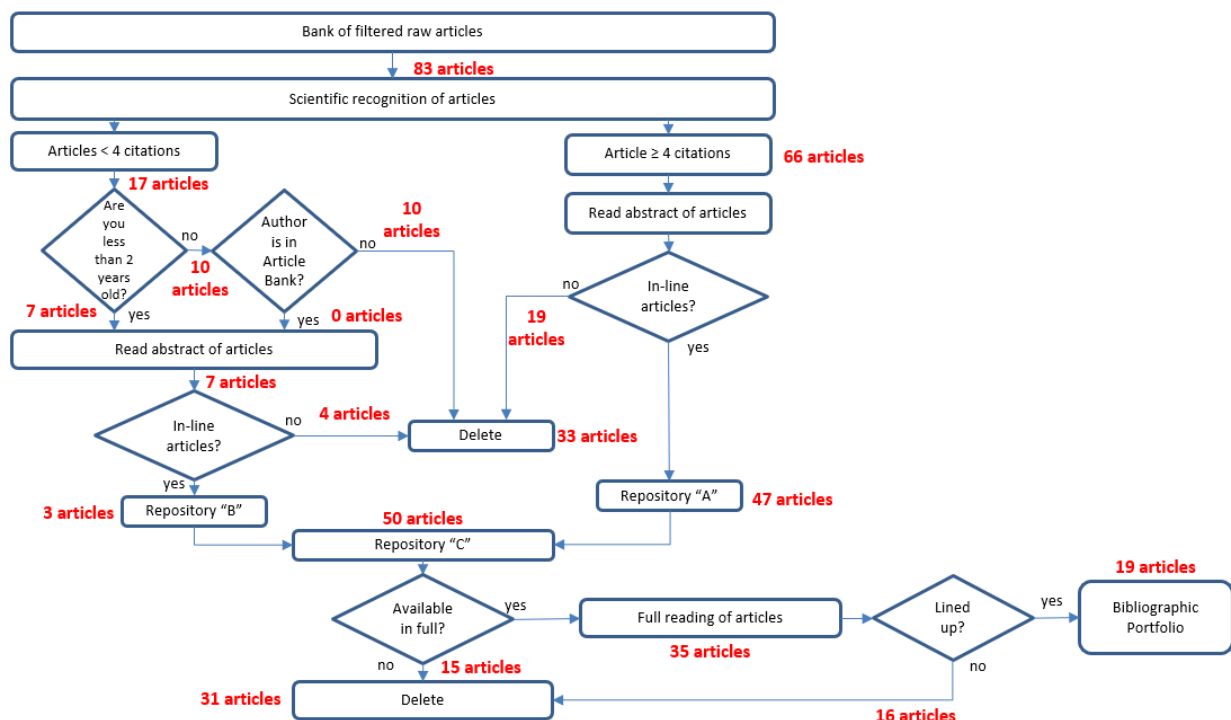 Bank of filtered raw articles
83 articles
Scientific recognition of articles
Articles < 4 citations
Article ≥ 4 citations
66 articles
17 articles
Read abstract of articles
Are
you
less
than 2
years
old?
no
10
articles
Author
is in
Article
Bank?
no
10
articles
7 articles
yes
yes
0 articles
no
In-line
articles?
19
articles
yes
Read abstract of articles
7 articles
In-line
articles?
no
4 articles
Delete
33 articles
yes
3 articles
Repository “B”
Repository “A”
47 articles
50 articles
Repository “C”
Available
in full?
yes
Full reading of articles
35 articles
Lined
up?
yes
19 articles
Bibliographic
Portfolio
no
15 articles
no
31 articles
Delete
16 articles